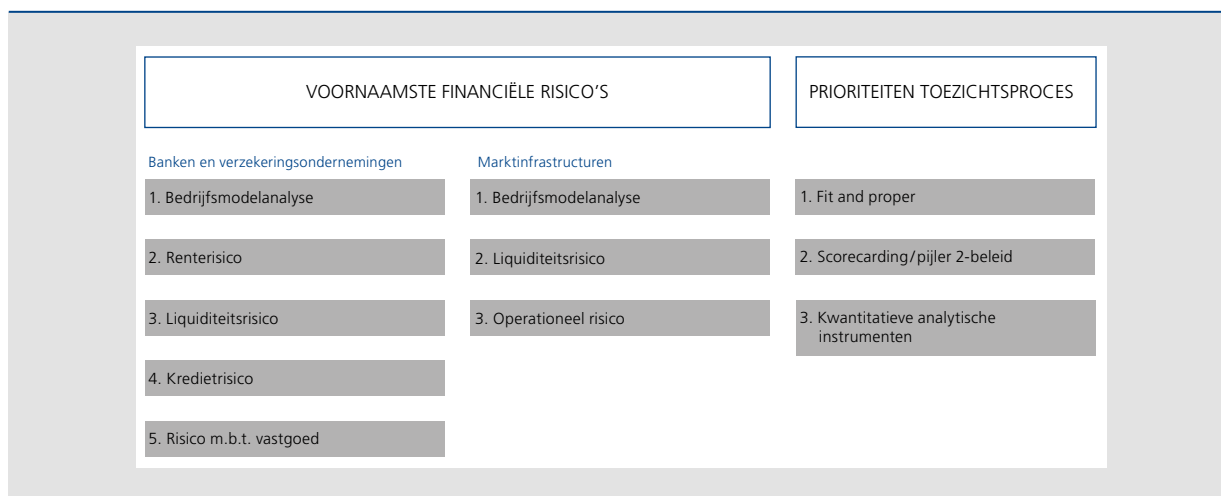 VOORNAAMSTE FINANCIËLE RISICO'S
PRIORITEITEN TOEZICHTSPROCES
Banken en verzekeringsondernemingen
1. Bedrijfsmodelanalyse
2. Renterisico
3. Liquiditeitsrisico
4. Kredietrisico
5. Risico m.b.t. vastgoed
Marktinfrastructuren
1. Bedrijfsmodelanalyse
2. Liquiditeitsrisico
3. Operationeel risico
1. Fit and proper
2. Scorecarding/pijler 2-beleid
3. Kwantitatieve analytische
instrumenten